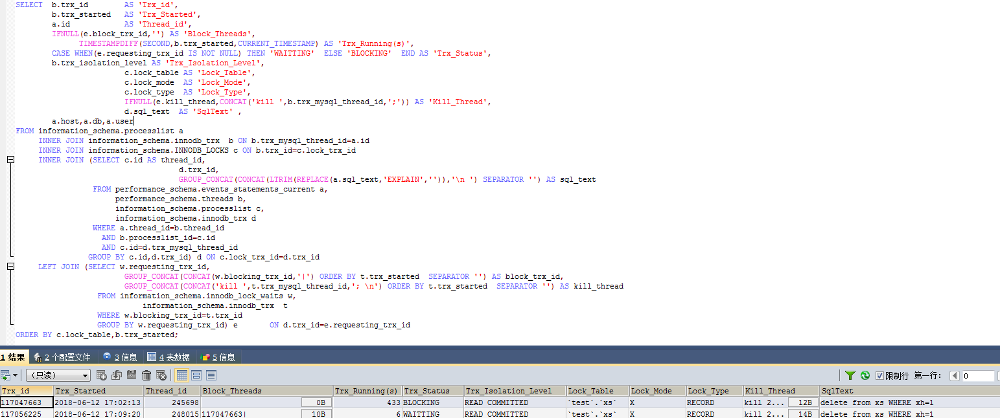 SELECT b.trx_id AS 'Trx_id',
b.trx_started AS 'Trx_Started',
a.id AS 'Thread_id',
IFNULL(e.block_trx_id,'') AS 'Block_Threads',
TIMESTAMPDIFF(SECOND,b.trx_started,CURRENT_TIMESTAMP) AS 'Trx_Running(s)',
CASE WHEN(e.requesting_trx_id IS NOT NULL) THEN 'WAITTING' ELSE 'BLOCKING' END AS 'Trx_Status',
b.trx_isolation_level AS 'Trx_Isolation_Level',
c.lock_table AS 'Lock_Table',
c.lock_mode AS 'Lock_Mode',
c.lock_type AS 'Lock_Type',
IFNULL(e.kill_thread,CONCAT('kill ',b.trx_mysql_thread_id,';')) AS 'Kill_Thread',
d.sql_text AS 'SqlText' ,
a.host,a.db,a.user
FROM information_schema.processlist a
INNER JOIN information_schema.innodb_trx b ON b.trx_mysql_thread_id=a.id
INNER JOIN information_schema.INNODB_LOCKS c ON b.trx_id=c.lock_trx_id
INNER JOIN (SELECT c.id AS thread_id,
d.trx_id,
GROUP_CONCAT(CONCAT(LTRIM(REPLACE(a.sql_text,'EXPLAIN','')),'\n ') SEPARATOR '') AS sql_text
FROM performance_schema.events_statements_current a,
performance_schema.threads b,
information_schema.processlist c,
information_schema.innodb_trx d
WHERE a.thread_id=b.thread_id
AND b.processlist_id=c.id
AND c.id=d.trx_mysql_thread_id
GROUP BY c.id,d.trx_id) d ON c.lock_trx_id=d.trx_id
LEFT JOIN (SELECT w.requesting_trx_id,
GROUP_CONCAT(CONCAT(w.blocking_trx_id,'|') ORDER BY t.trx_started SEPARATOR '') AS block_trx_id,
GROUP_CONCAT(CONCAT('kill ',t.trx_mysql_thread_id,'; \n') ORDER BY t.trx_started SEPARATOR '') AS kill_thread
FROM information_schema.innodb_lock_waits w,
information_schema.innodb_trx t
WHERE w.blocking_trx_id=t.trx_id
GROUP BY w.requesting_trx_id) e ON d.trx_id=e.requesting_trx_id
ORDER BY c.lock_table,b.trx_started;
1 结果 2 个配置文件 3 信息 4 表数据 5 信息
(只读) 限制行 第一行: 0
Trx_id Trx_Started Thread_id Block_Threads Trx_Running(s) Trx_Status Trx_Isolation_Level Lock_Table Lock_Mode Lock_Type Kill_Thread SqlText
117047663 2018-06-12 17:02:13 245698 0B 433 BLOCKING READ COMMITTED `test`.`xs` X RECORD kill 2... 12B delete from xs WHERE xh=1
117056225 2018-06-12 17:09:20 248015 117047663| 10B 6 WAITTING READ COMMITTED `test`.`xs` X RECORD kill 2... 14B delete from xs WHERE xh=1